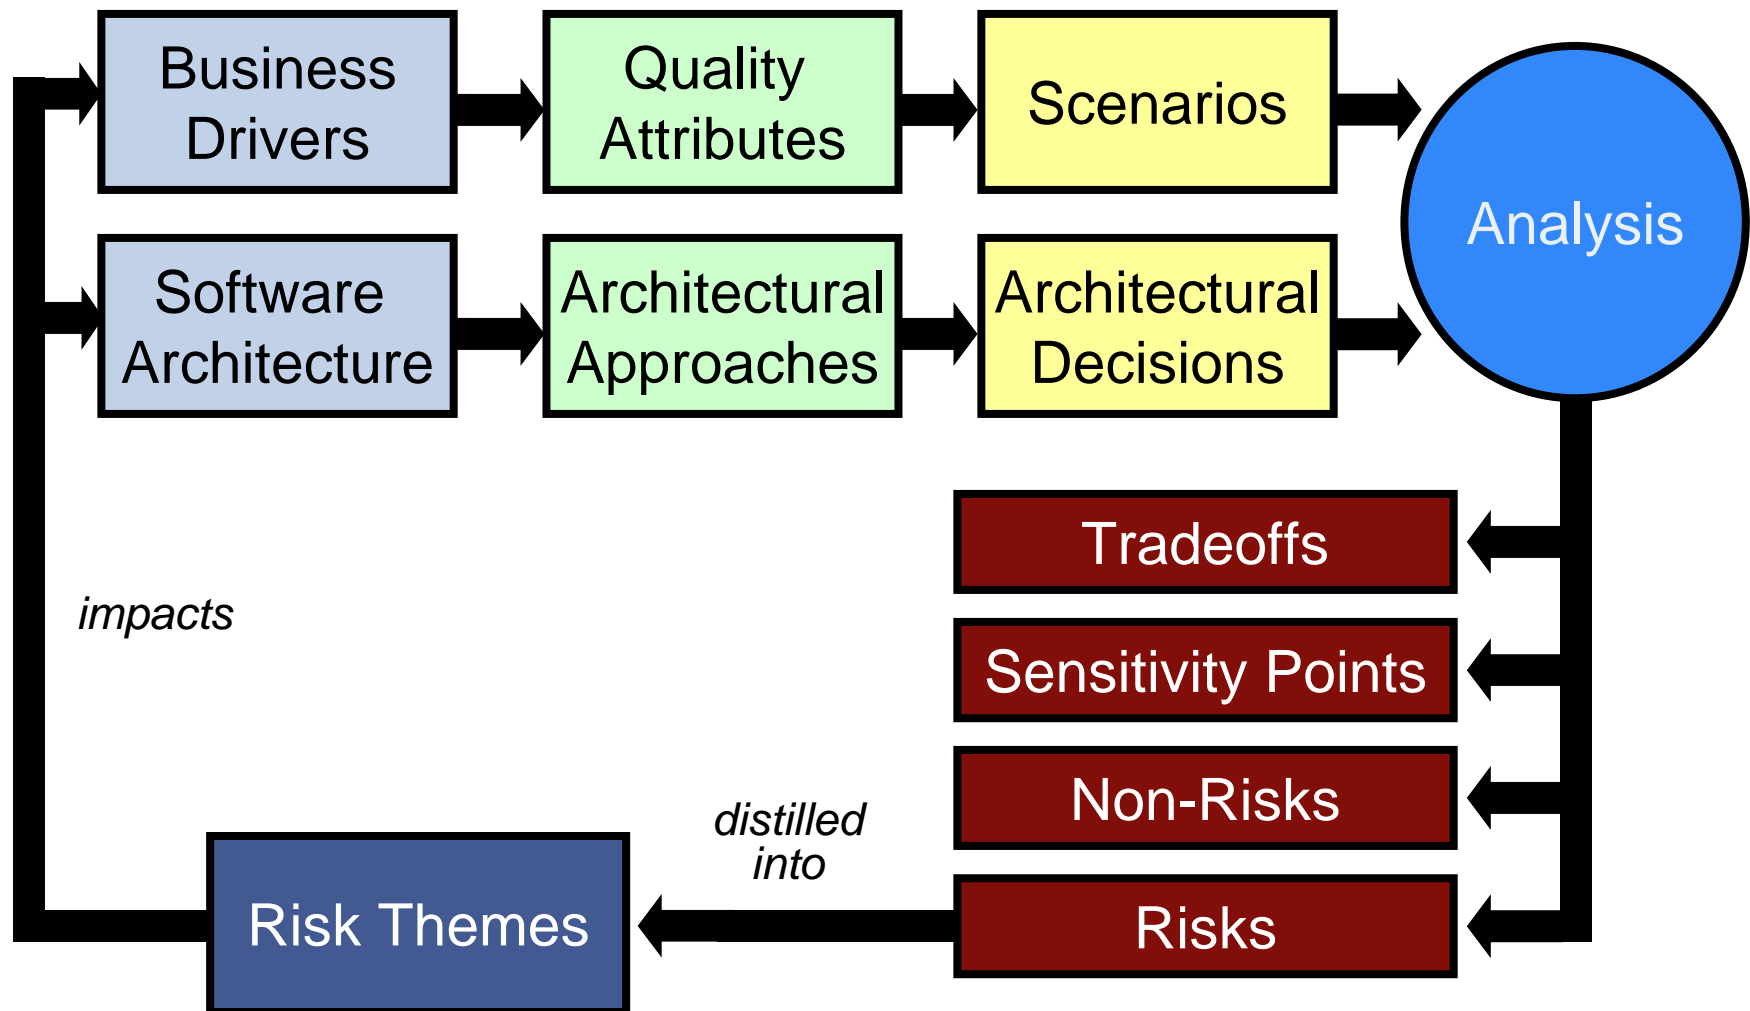 Business
Drivers
Quality
Attributes
Scenarios
Analysis
Software
Architecture
Architectural
Approaches
Architectural
Decisions
Tradeoffs
impacts
Sensitivity Points
Non-Risks
distilled
into
Risk Themes
Risks